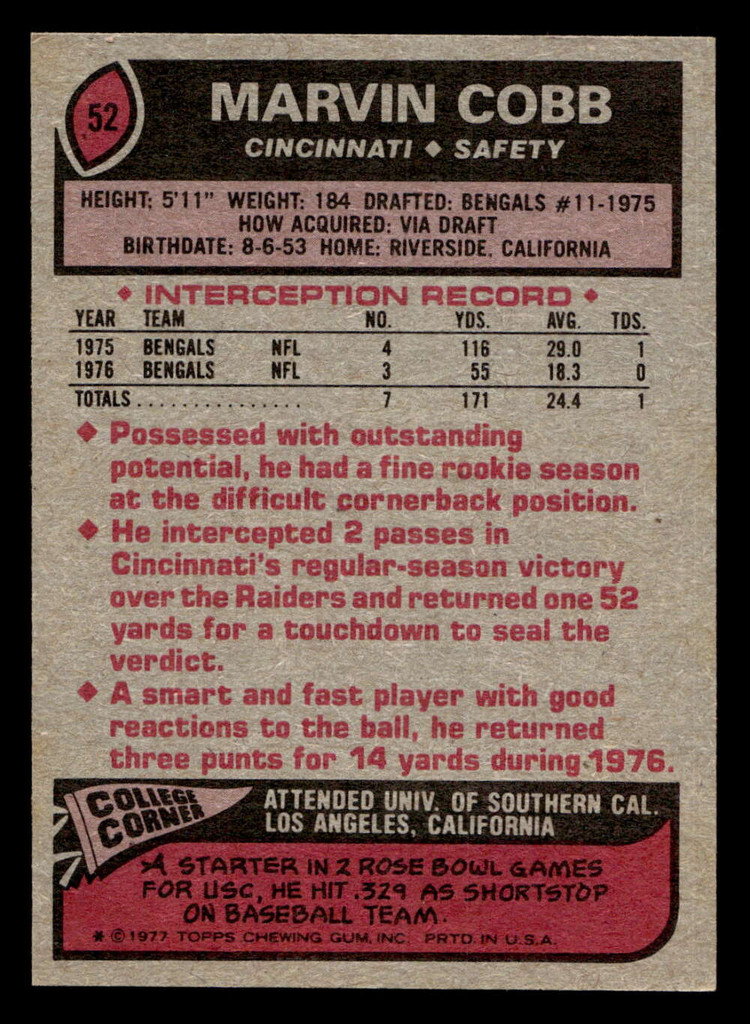 52
MARVIN COBB
CINCINNATI ◆ SAFETY
HEIGHT: 5'11" WEIGHT: 184 DRAFTED: BENGALS #11-1975
HOW ACQUIRED: VIA DRAFT
BIRTHDATE: 8-6-53 HOME: RIVERSIDE, CALIFORNIA
◆ INTERCEPTION RECORD ◆
YEAR TEAM NO. YDS. AVG. TDS.
1975 BENGALS NFL 4 116 29.0 1
1976 BENGALS NFL 3 55 18.3 0
TOTALS............... 7 171 24.4 1
◆ Possessed with outstanding
potential, he had a fine rookie season
at the difficult cornerback position.
◆ He intercepted 2 passes in
Cincinnati's regular-season victory
over the Raiders and returned one 52
yards for a touchdown to seal the
verdict.
◆ A smart and fast player with good
reactions to the ball, he returned
three punts for 14 yards during 1976.
COLLEGE
CORNER
ATTENDED UNIV. OF SOUTHERN CAL.
LOS ANGELES, CALIFORNIA
A STARTER IN 2 ROSE BOWL GAMES
FOR USC, HE HIT .329 AS SHORTSTOP
ON BASEBALL TEAM.
* © 1977 TOPPS CHEWING GUM, INC. PRTD. IN U.S.A.